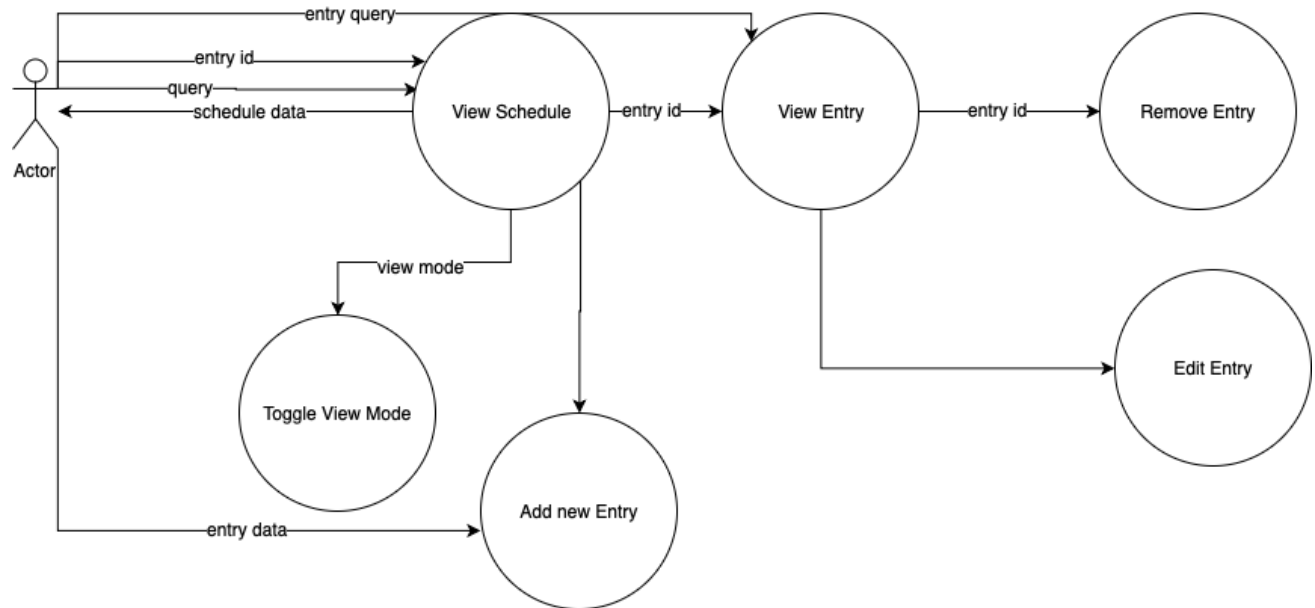 entry query
entry id
query
schedule data
View Schedule
entry id
View Entry
entry id
Remove Entry
Actor
view mode
Edit Entry
Toggle View Mode
Add new Entry
entry data